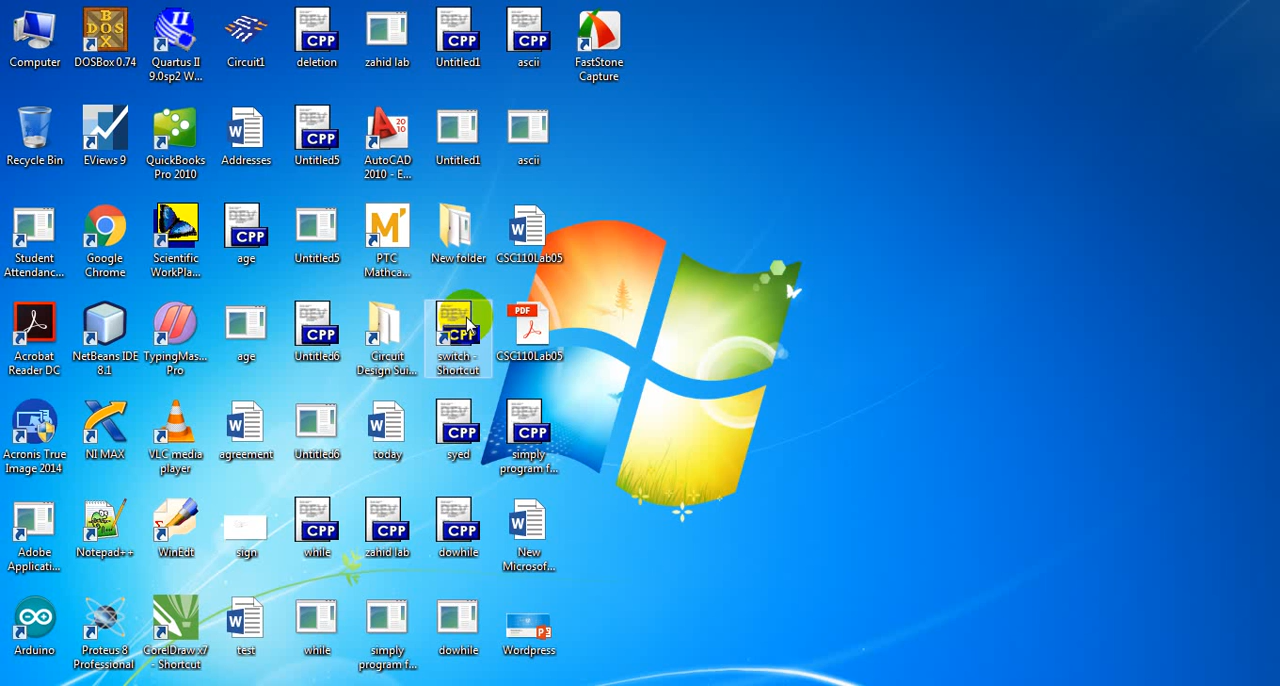 Computer
DOSBox 0.74
Quartus II
9.0sp2 W...
Circuit1
deletion
zahid lab
Untitled1
ascii
FastStone
Capture
Recycle Bin
EViews 9
QuickBooks
Pro 2010
Addresses
Untitled5
AutoCAD
2010 - E...
Untitled1
ascii
Student
Attendanc...
Google
Chrome
Scientific
WorkPla...
age
Untitled5
PTC
Mathca...
New folder
CSC110Lab05
Acrobat
Reader DC
NetBeans IDE
8.1
TypingMas...
Pro
age
Untitled6
Circuit
Design Sui...
switch -
Shortcut
CSC110Lab05
Acronis True
Image 2014
NI MAX
VLC media
player
agreement
Untitled6
today
syed
simply
program f...
Adobe
Applicati...
Notepad++
WinEdt
sign
while
zahid lab
dowhile
New
Microsof...
Arduino
Proteus 8
Professional
CorelDraw x7
- Shortcut
test
while
simply
program f...
dowhile
Wordpress